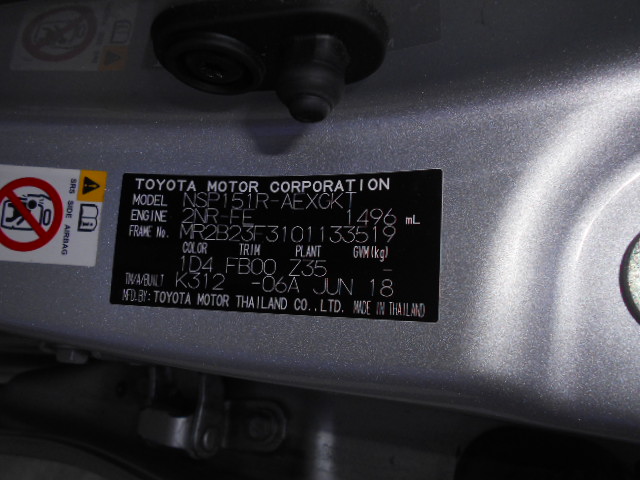 TOYOTA MOTOR CORPORATION
MODEL NSP151R-AEXGKT
ENGINE 2NR-FE 1496 mL
FRAME No. MR2B23F3101133519
COLOR TRIM PLANT GVM(kg)
1D4 FB00 Z35 -
TM/A/BUILT K312 -06A JUN 18
MFD.BY: TOYOTA MOTOR THAILAND CO., LTD. MADE IN THAILAND
SRS SIDE AIRBAG